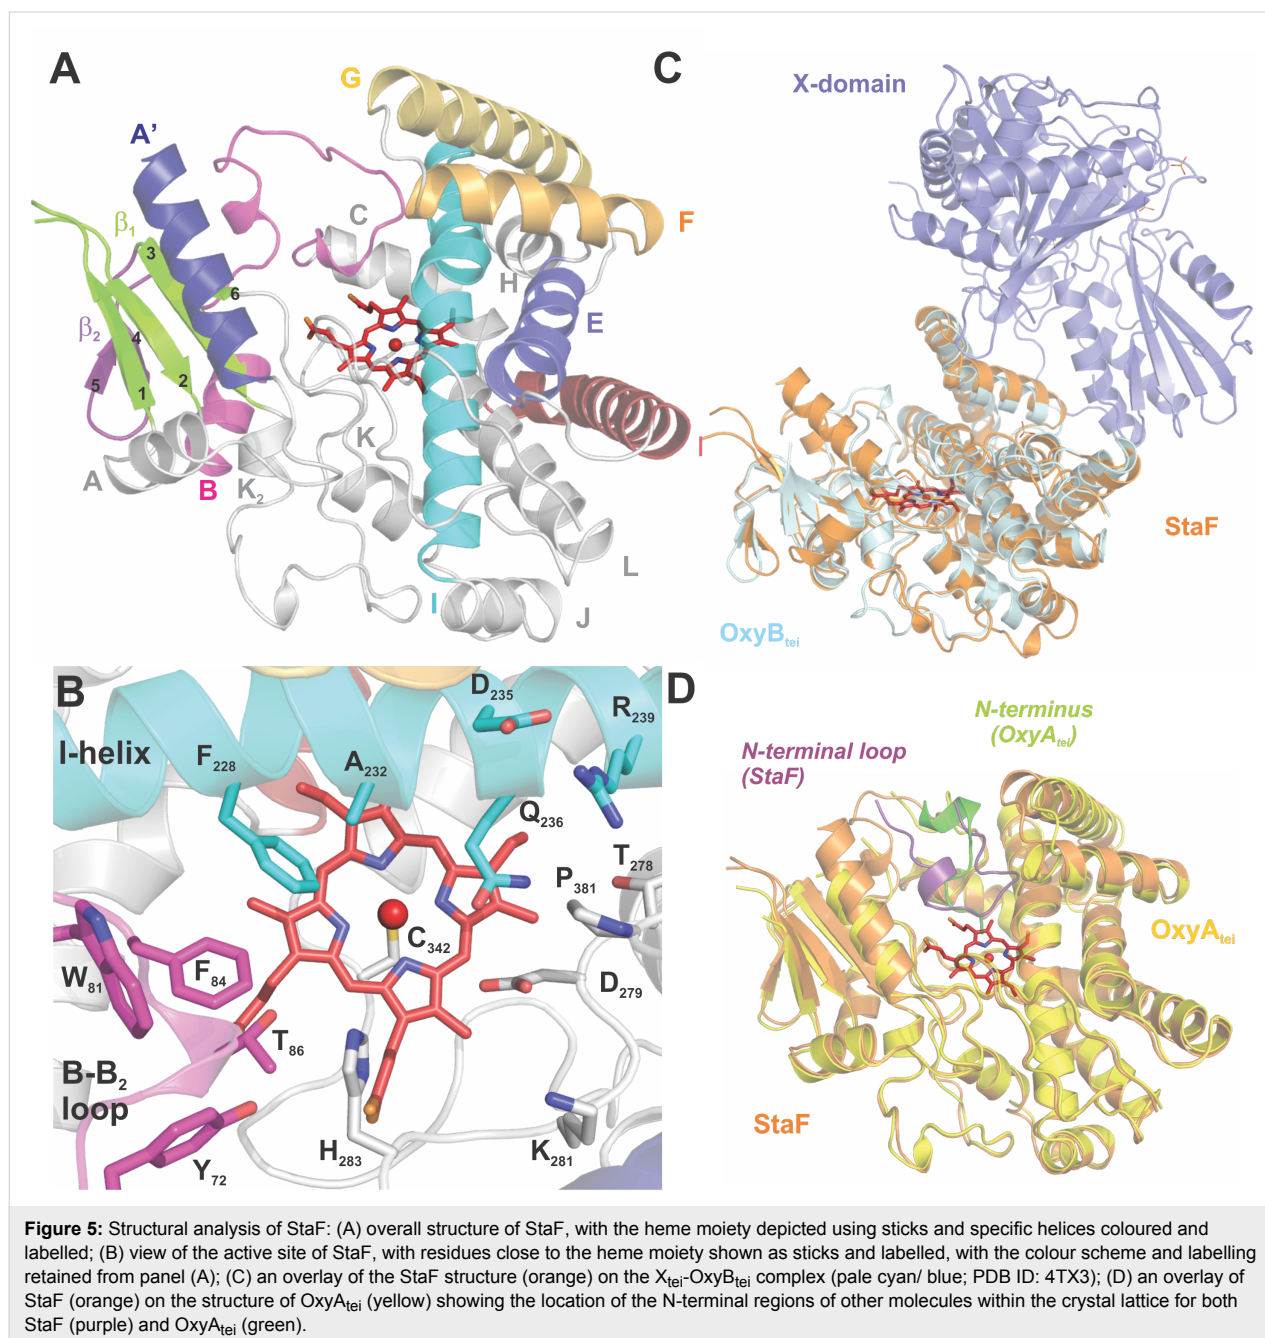 A
G
A'
C
F
β1
3
H
6
E
β2
4
5
1
2
K
A
B
K2
L
I
J
C
X-domain
I
StaF
OxyBtei
B
D235
R239
I-helix
F228
A232
Q236
T278
P381
C342
W81
F84
D279
T86
B-B2
loop
H283
K281
Y72
D
N-terminus
(OxyAtei)
N-terminal loop
(StaF)
OxyAtei
StaF
Figure 5: Structural analysis of StaF: (A) overall structure of StaF, with the heme moiety depicted using sticks and specific helices coloured and
labelled; (B) view of the active site of StaF, with residues close to the heme moiety shown as sticks and labelled, with the colour scheme and labelling
retained from panel (A); (C) an overlay of the StaF structure (orange) on the Xtei-OxyBtei complex (pale cyan/ blue; PDB ID: 4TX3); (D) an overlay of
StaF (orange) on the structure of OxyAtei (yellow) showing the location of the N-terminal regions of other molecules within the crystal lattice for both
StaF (purple) and OxyAtei (green).